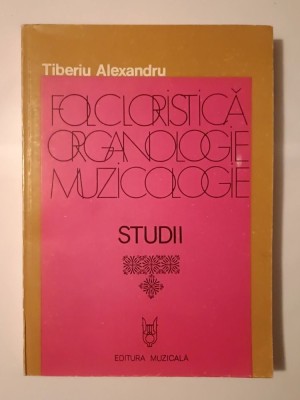 Tiberiu Alexandru
FOLCLORISTICĂ
ORGANOLOGIE
MUZICOLOGIE
STUDII
EDITURA MUZICALĂ